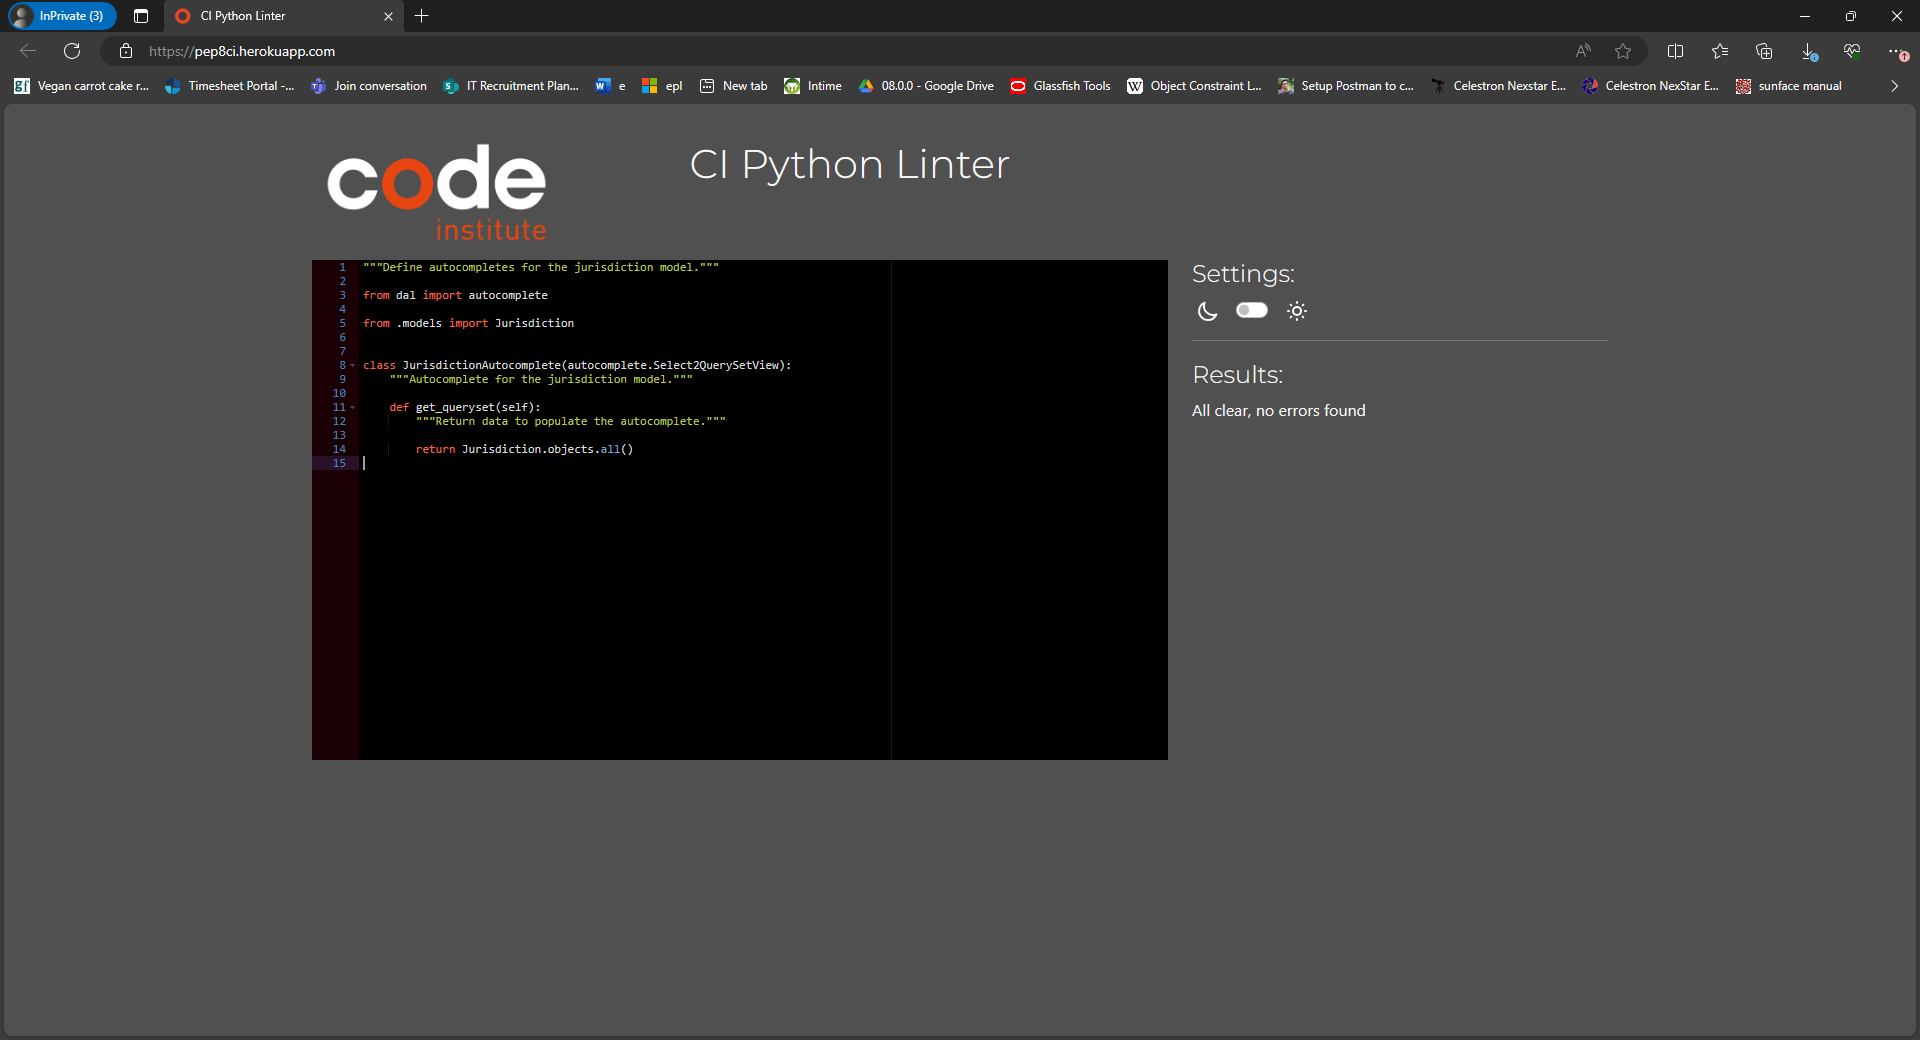 InPrivate (3)
CI Python Linter
https://pep8ci.herokuapp.com
gf Vegan carrot cake r... Timesheet Portal -... Join conversation IT Recruitment Plan... e epl New tab Intime 08.0.0 - Google Drive Glassfish Tools W Object Constraint L... Setup Postman to c... Celestron Nexstar E... Celestron NexStar E... sunface manual
code
institute
CI Python Linter
1 """Define autocompletes for the jurisdiction model."""
2
3 from dal import autocomplete
4
5 from .models import Jurisdiction
6
7
8 class JurisdictionAutocomplete(autocomplete.Select2QuerySetView):
9 """Autocomplete for the jurisdiction model."""
10
11 def get_queryset(self):
12 """Return data to populate the autocomplete."""
13
14 return Jurisdiction.objects.all()
15
Settings:
Results:
All clear, no errors found